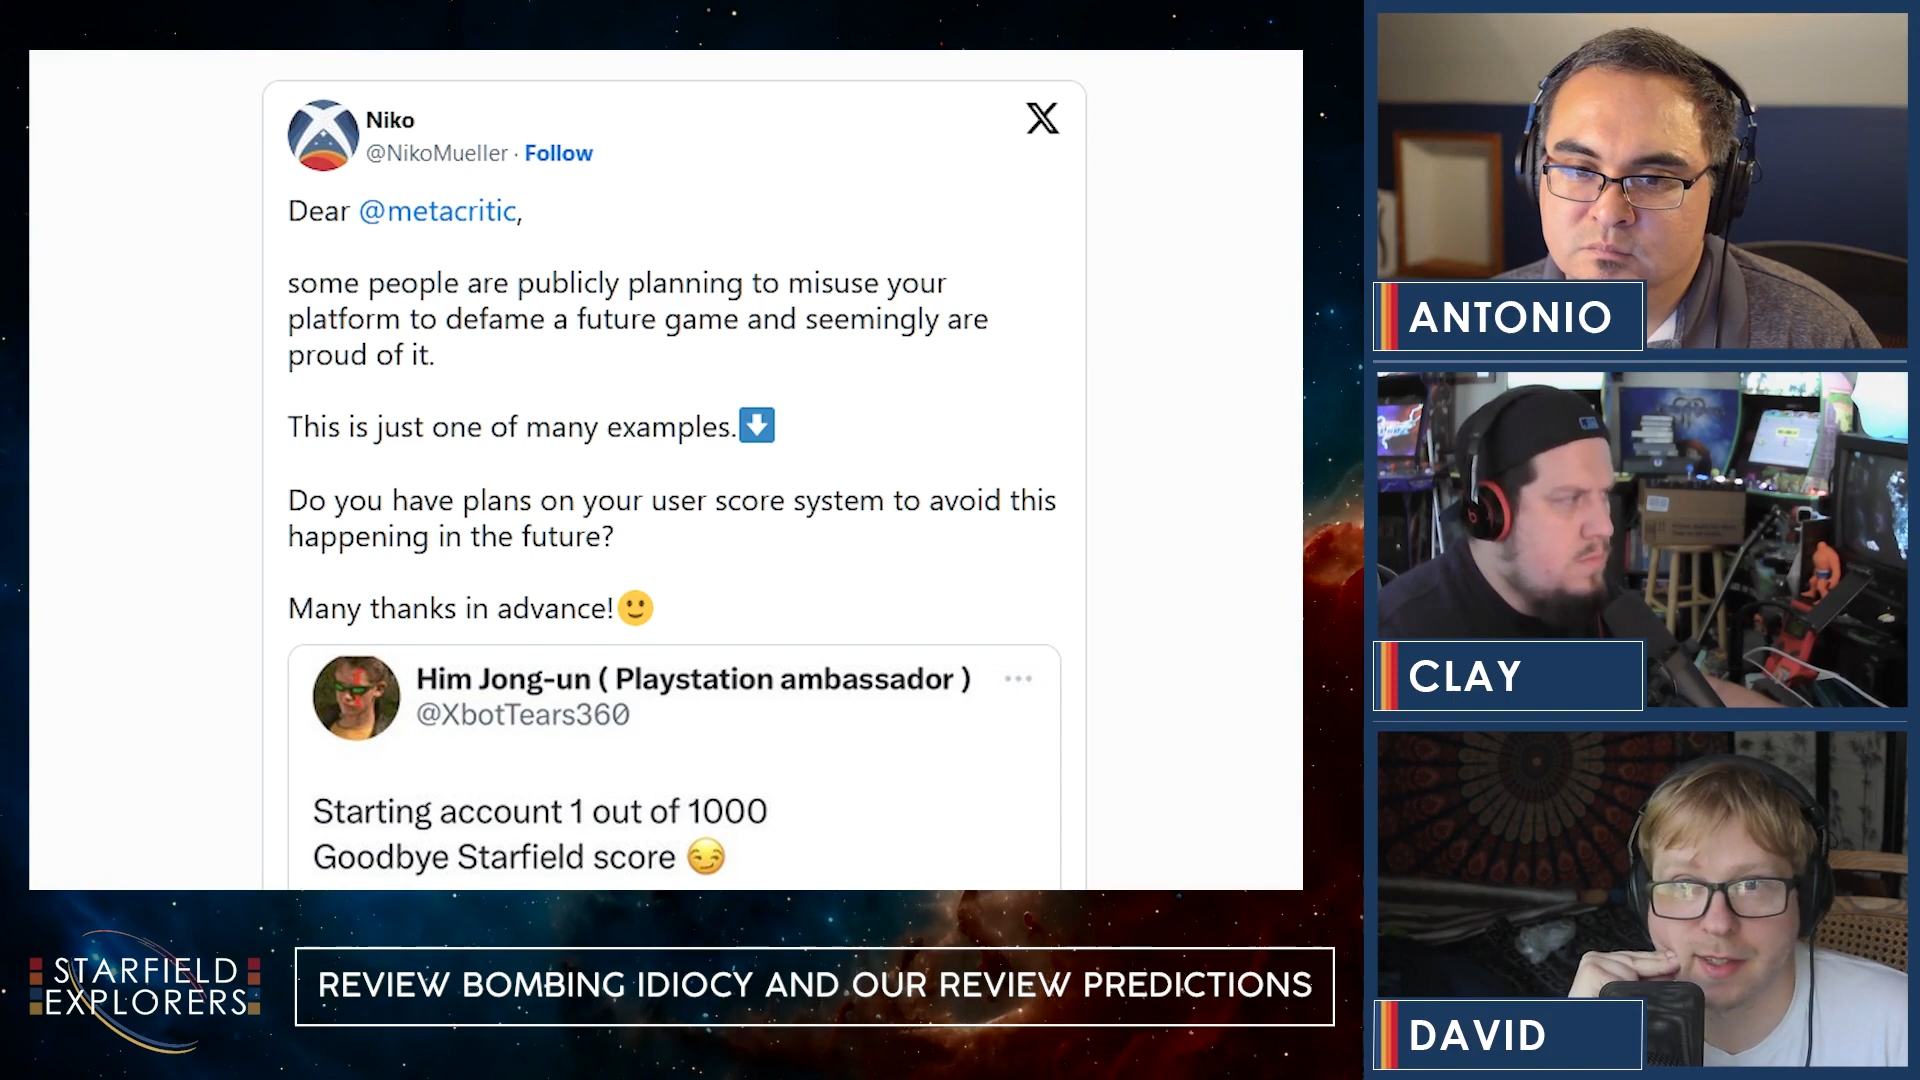 Niko
@NikoMueller · Follow
Dear @metacritic,
some people are publicly planning to misuse your
platform to defame a future game and seemingly are
proud of it.
This is just one of many examples.⬇️
Do you have plans on your user score system to avoid this
happening in the future?
Many thanks in advance!🙂
Him Jong-un ( Playstation ambassador )
@XbotTears360
Starting account 1 out of 1000
Goodbye Starfield score 😏
STARFIELD
EXPLORERS
REVIEW BOMBING IDIOCY AND OUR REVIEW PREDICTIONS
ANTONIO
CLAY
DAVID